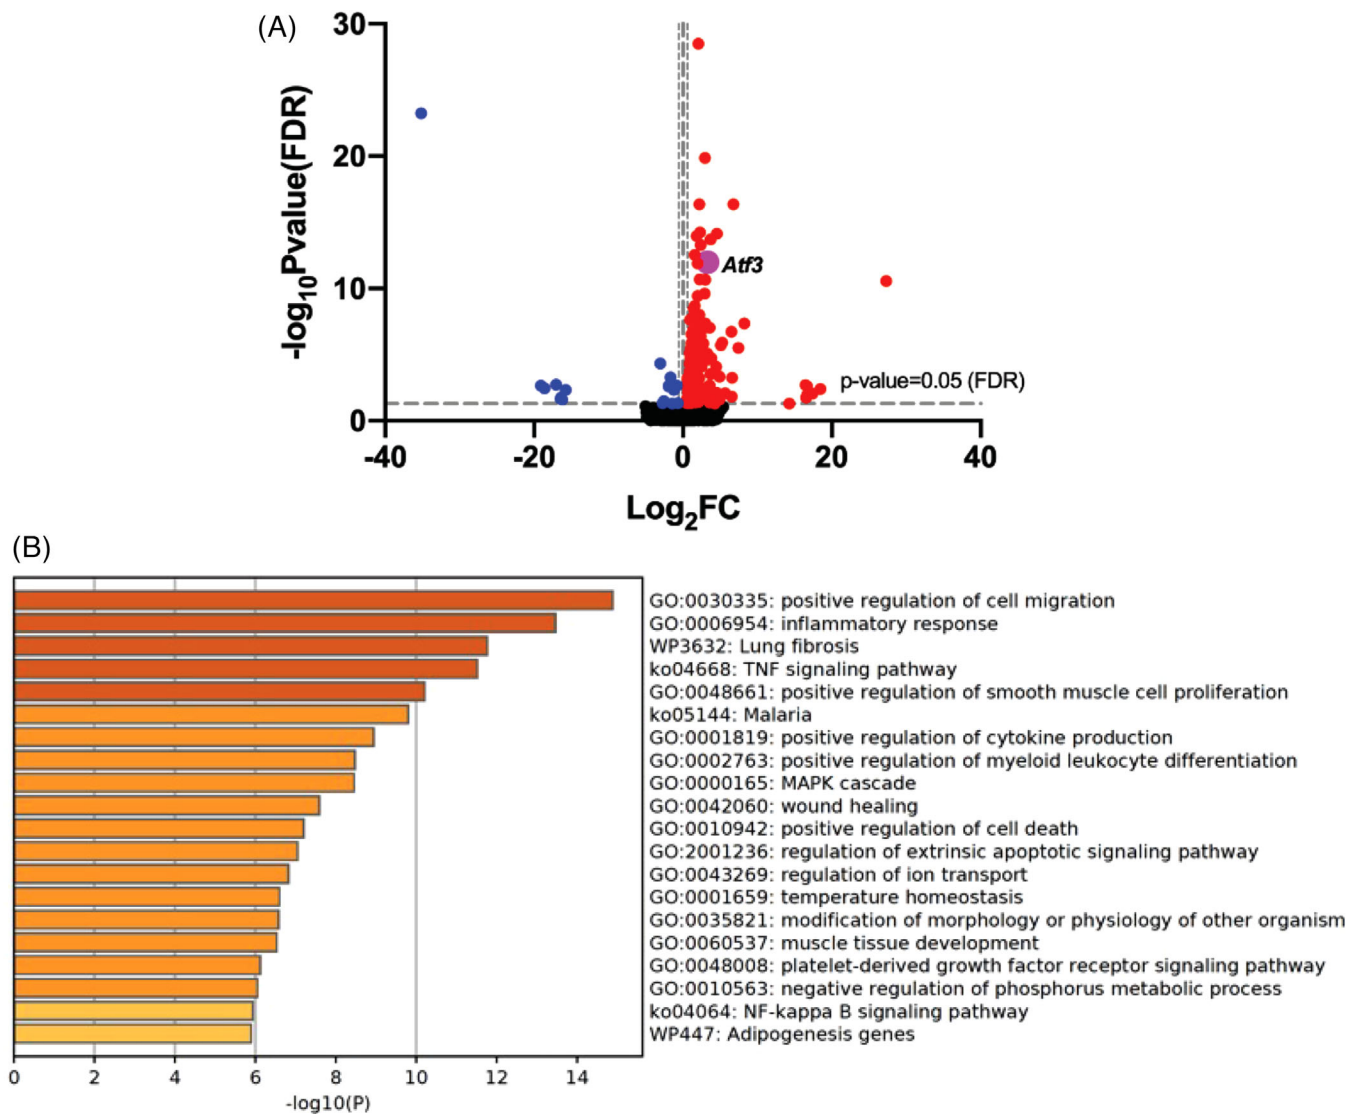 (A)
30
20
10
0
-log10Pvalue(FDR)
Atf3
p-value=0.05 (FDR)
-40 -20 0 20 40
Log2FC
(B)
GO:0030335: positive regulation of cell migration
GO:0006954: inflammatory response
WP3632: Lung fibrosis
ko04668: TNF signaling pathway
GO:0048661: positive regulation of smooth muscle cell proliferation
ko05144: Malaria
GO:0001819: positive regulation of cytokine production
GO:0002763: positive regulation of myeloid leukocyte differentiation
GO:0000165: MAPK cascade
GO:0042060: wound healing
GO:0010942: positive regulation of cell death
GO:2001236: regulation of extrinsic apoptotic signaling pathway
GO:0043269: regulation of ion transport
GO:0001659: temperature homeostasis
GO:0035821: modification of morphology or physiology of other organism
GO:0060537: muscle tissue development
GO:0048008: platelet-derived growth factor receptor signaling pathway
GO:0010563: negative regulation of phosphorus metabolic process
ko04064: NF-kappa B signaling pathway
WP447: Adipogenesis genes
0 2 4 6 8 10 12 14
-log10(P)